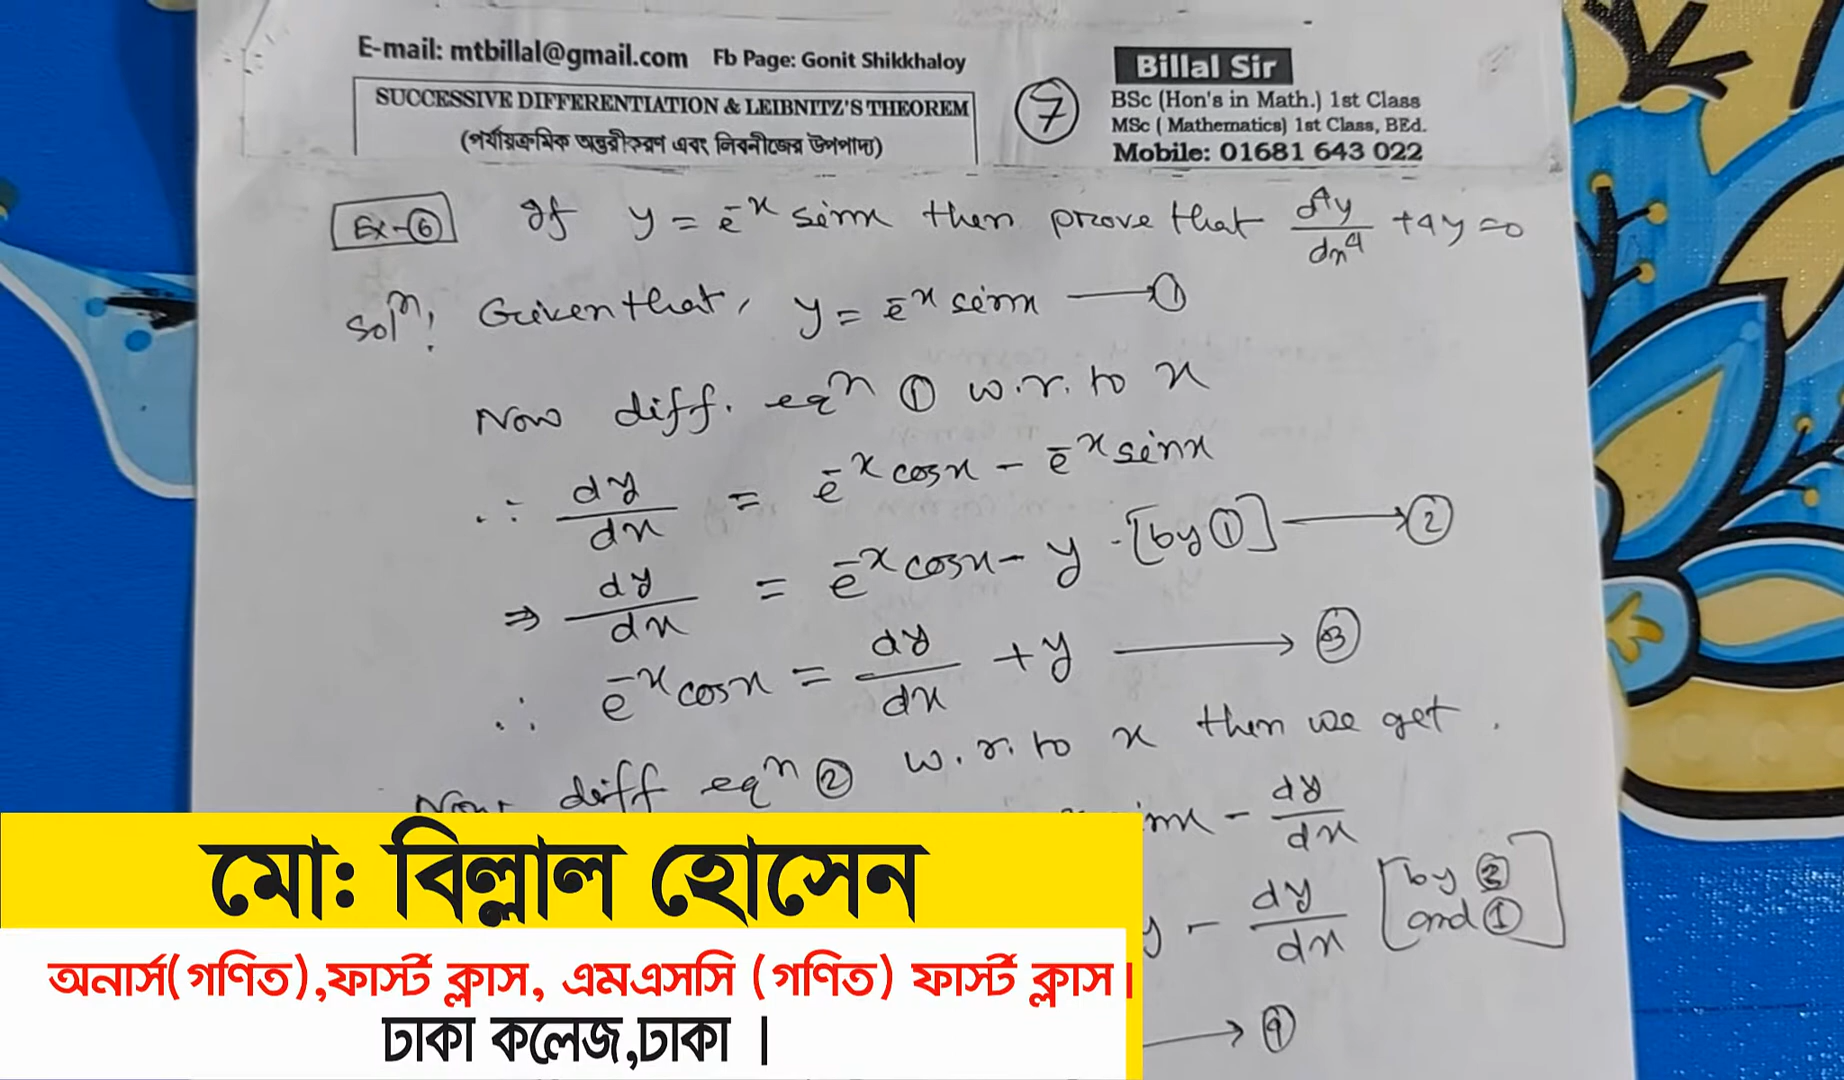 E-mail: mtbillal@gmail.com Fb Page: Gonit Shikkhaloy
SUCCESSIVE DIFFERENTIATION & LEIBNITZ'S THEOREM
(পর্যায়ক্রমিক অন্তরীকরণ এবং লিবনীজের উপপাদ্য)
7
Billal Sir
BSc (Hon's in Math.) 1st Class
MSc ( Mathematics) 1st Class, BEd.
Mobile: 01681 643 022
Ex-⑥ If y = e⁻ˣ sinx then prove that d⁴y/dx⁴ + 4y = 0
Solⁿ: Given that, y = e⁻ˣ sinx ⟶ ①
Now diff. eqⁿ ① w.r. to x
∴ dy/dx = e⁻ˣ cosx - e⁻ˣ sinx
⇒ dy/dx = e⁻ˣ cosx - y [by ①] ⟶ ②
∴ e⁻ˣ cosx = dy/dx + y ⟶ ③
Now diff eqⁿ ② w.r. to x then we get.
- dy/dx
y - dy/dx [by ③ and ①]
⟶ ④
মো: বিল্লাল হোসেন
অনার্স(গণিত),ফার্স্ট ক্লাস, এমএসসি (গণিত) ফার্স্ট ক্লাস।
ঢাকা কলেজ,ঢাকা ।